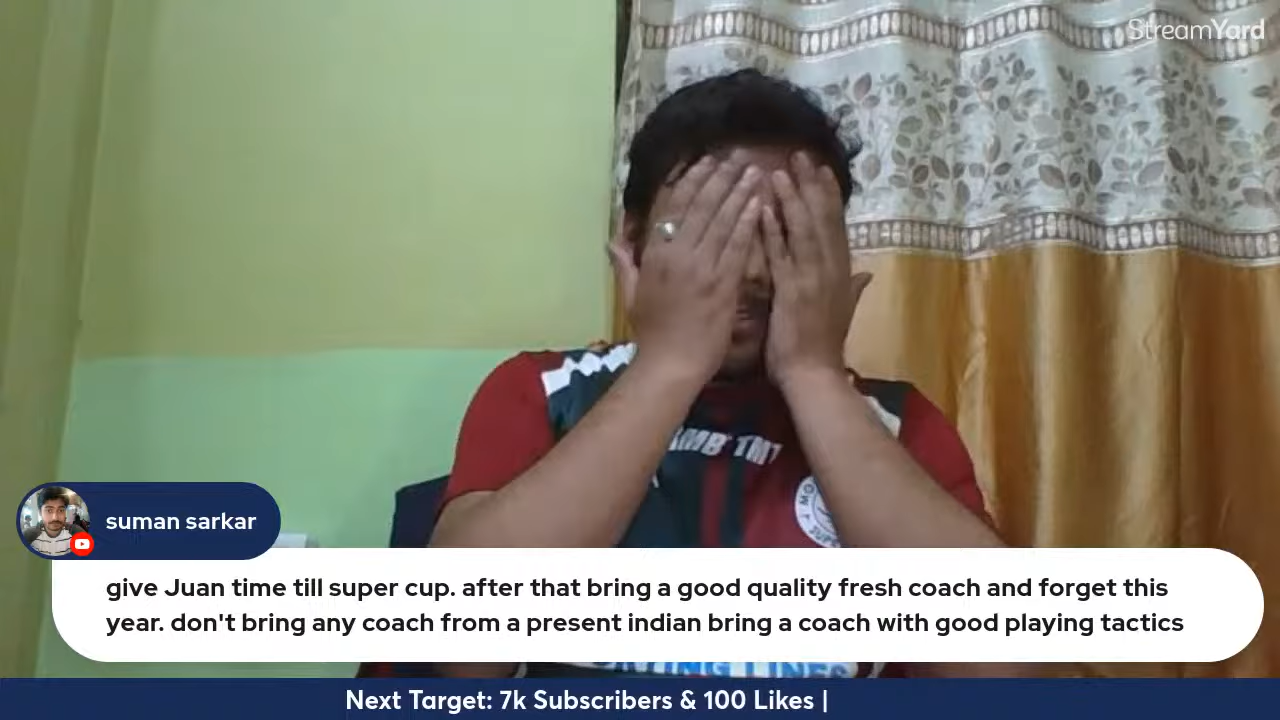 StreamYard
suman sarkar
give Juan time till super cup. after that bring a good quality fresh coach and forget this
year. don't bring any coach from a present indian bring a coach with good playing tactics
Next Target: 7k Subscribers & 100 Likes |